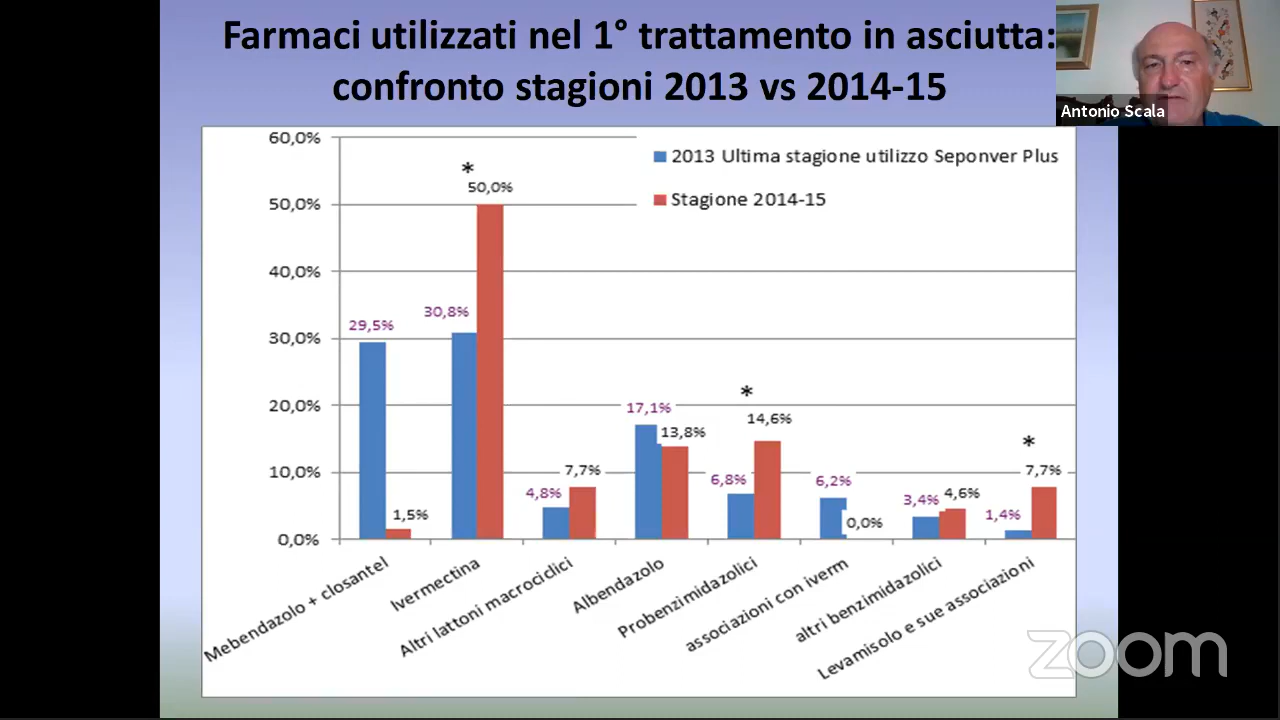 Farmaci utilizzati nel 1° trattamento in asciutta:
confronto stagioni 2013 vs 2014-15
Antonio Scala
60,0%
50,0%
40,0%
30,0%
20,0%
10,0%
0,0%
2013 Ultima stagione utilizzo Seponver Plus
Stagione 2014-15
29,5%
1,5%
30,8%
*
50,0%
4,8%
7,7%
17,1%
13,8%
6,8%
*
14,6%
6,2%
0,0%
3,4%
4,6%
1,4%
*
7,7%
Mebendazolo + closantel
Ivermectina
Altri lattoni macrociclici
Albendazolo
Probenzimidazolici
associazioni con iverm
altri benzimidazolici
Levamisolo e sue associazioni
zoom